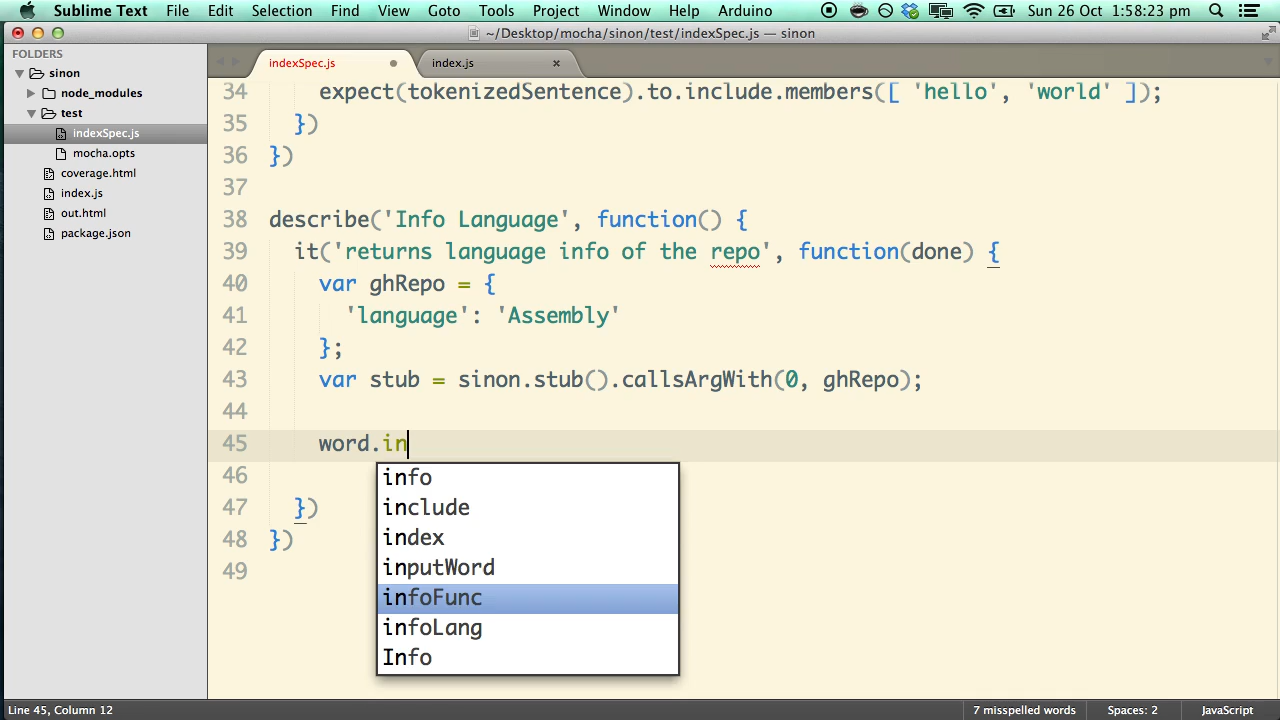 Sublime Text File Edit Selection Find View Goto Tools Project Window Help Arduino Sun 26 Oct 1:58:23 pm
~/Desktop/mocha/sinon/test/indexSpec.js — sinon
FOLDERS
sinon
node_modules
test
indexSpec.js
mocha.opts
coverage.html
index.js
out.html
package.json
indexSpec.js
index.js
34 expect(tokenizedSentence).to.include.members([ 'hello', 'world' ]);
35 })
36 })
37
38 describe('Info Language', function() {
39 it('returns language info of the repo', function(done) {
40 var ghRepo = {
41 'language': 'Assembly'
42 };
43 var stub = sinon.stub().callsArgWith(0, ghRepo);
44
45 word.in
46
47 })
48 })
49
info
include
index
inputWord
infoFunc
infoLang
Info
Line 45, Column 12 7 misspelled words Spaces: 2 JavaScript